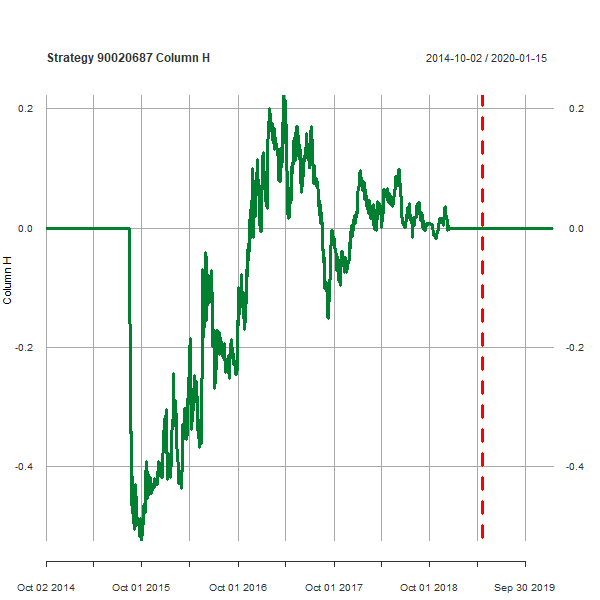 Strategy 90020687 Column H
2014-10-02 / 2020-01-15
0.2
0.2
0.0
0.0
Column H
-0.2
-0.2
-0.4
-0.4
Oct 02 2014
Oct 01 2015
Oct 01 2016
Oct 01 2017
Oct 01 2018
Sep 30 2019